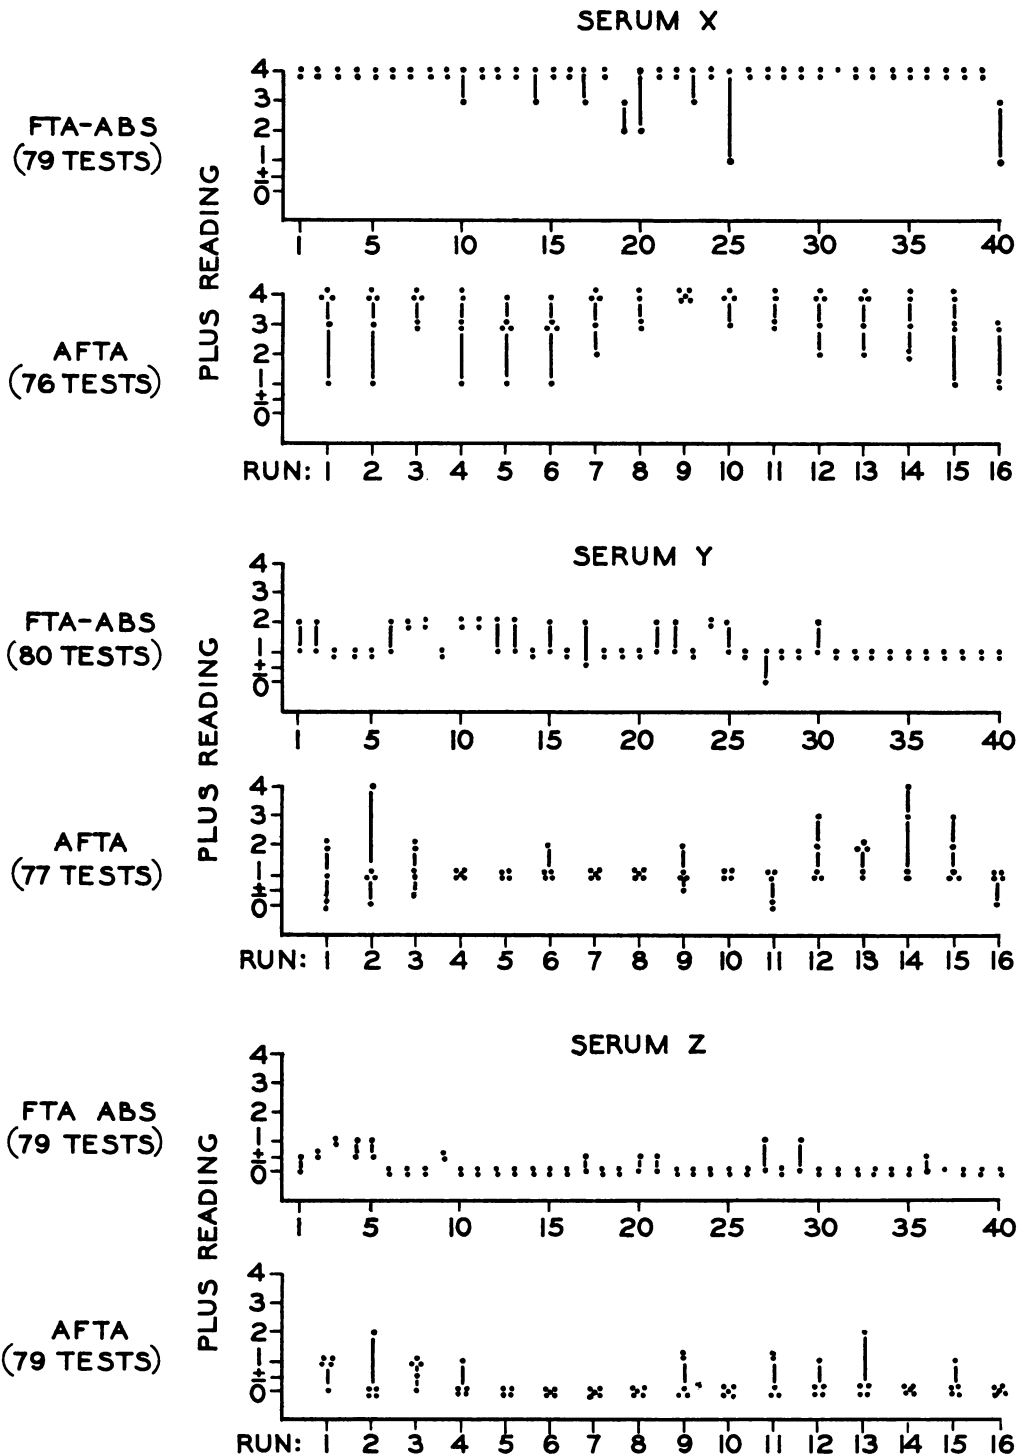 SERUM X
FTA-ABS
(79 TESTS)
PLUS READING
4
3
2
1
±
0
1 5 10 15 20 25 30 35 40
AFTA
(76 TESTS)
4
3
2
1
±
0
RUN: 1 2 3 4 5 6 7 8 9 10 11 12 13 14 15 16
SERUM Y
FTA-ABS
(80 TESTS)
PLUS READING
4
3
2
1
±
0
1 5 10 15 20 25 30 35 40
AFTA
(77 TESTS)
4
3
2
1
±
0
RUN: 1 2 3 4 5 6 7 8 9 10 11 12 13 14 15 16
SERUM Z
FTA ABS
(79 TESTS)
PLUS READING
4
3
2
1
±
0
1 5 10 15 20 25 30 35 40
AFTA
(79 TESTS)
4
3
2
1
±
0
RUN: 1 2 3 4 5 6 7 8 9 10 11 12 13 14 15 16